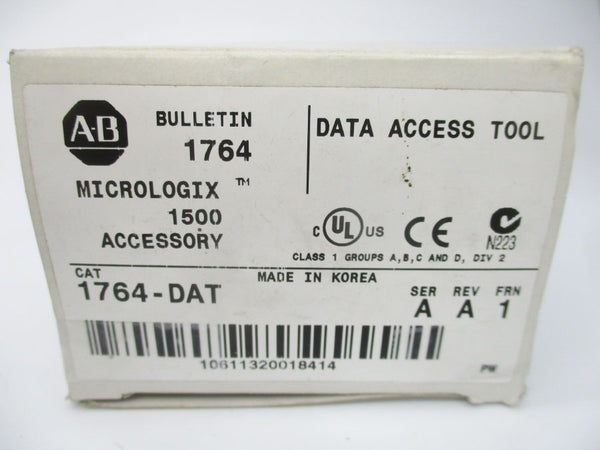 A-B
BULLETIN
1764
DATA ACCESS TOOL
MICROLOGIX ™
1500
ACCESSORY
C UL US
CE
N223
CLASS 1 GROUPS A,B,C AND D, DIV 2
CAT
1764-DAT
MADE IN KOREA
SER REV FRN
A A 1
10611320018414
PW